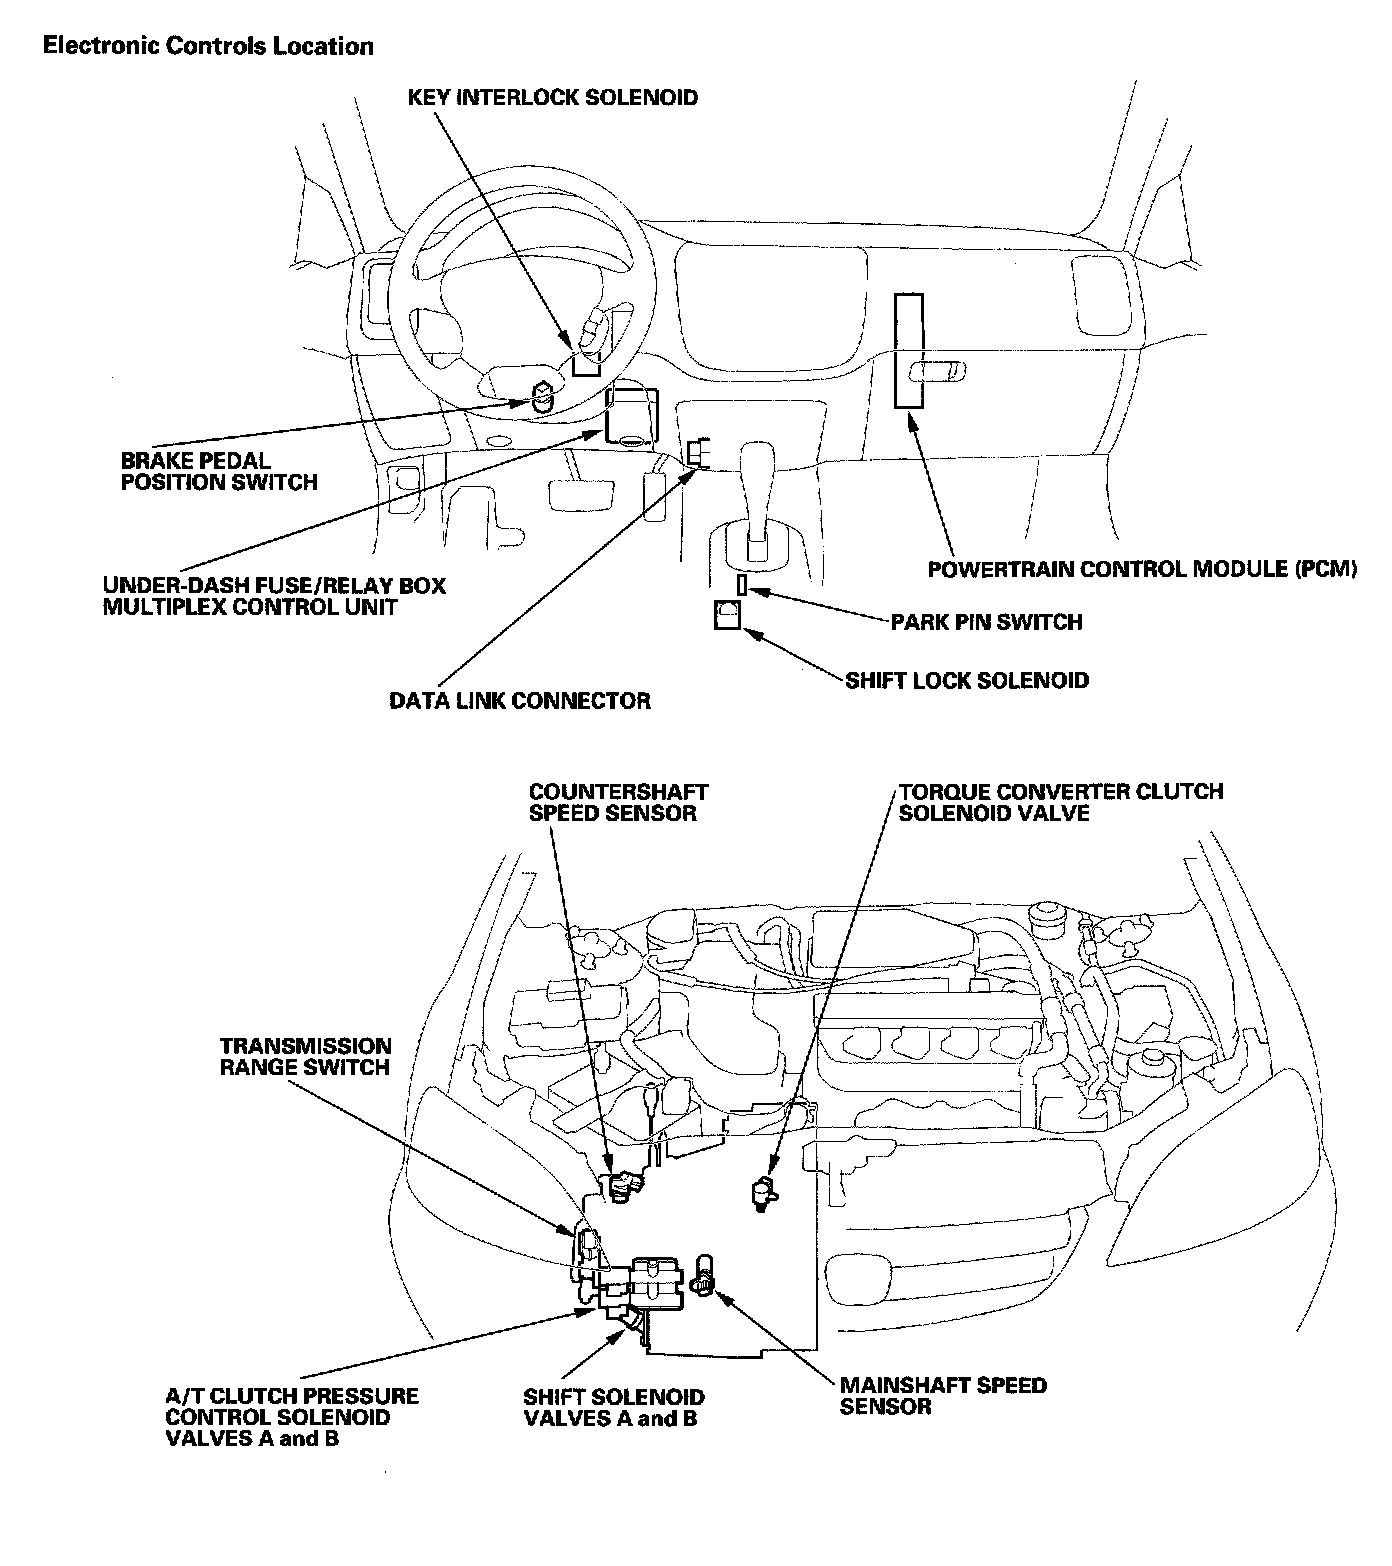 Electronic Controls Location
KEY INTERLOCK SOLENOID
BRAKE PEDAL
POSITION SWITCH
UNDER-DASH FUSE/RELAY BOX
MULTIPLEX CONTROL UNIT
POWERTRAIN CONTROL MODULE (PCM)
PARK PIN SWITCH
SHIFT LOCK SOLENOID
DATA LINK CONNECTOR
COUNTERSHAFT
SPEED SENSOR
TORQUE CONVERTER CLUTCH
SOLENOID VALVE
TRANSMISSION
RANGE SWITCH
A/T CLUTCH PRESSURE
CONTROL SOLENOID
VALVES A and B
SHIFT SOLENOID
VALVES A and B
MAINSHAFT SPEED
SENSOR